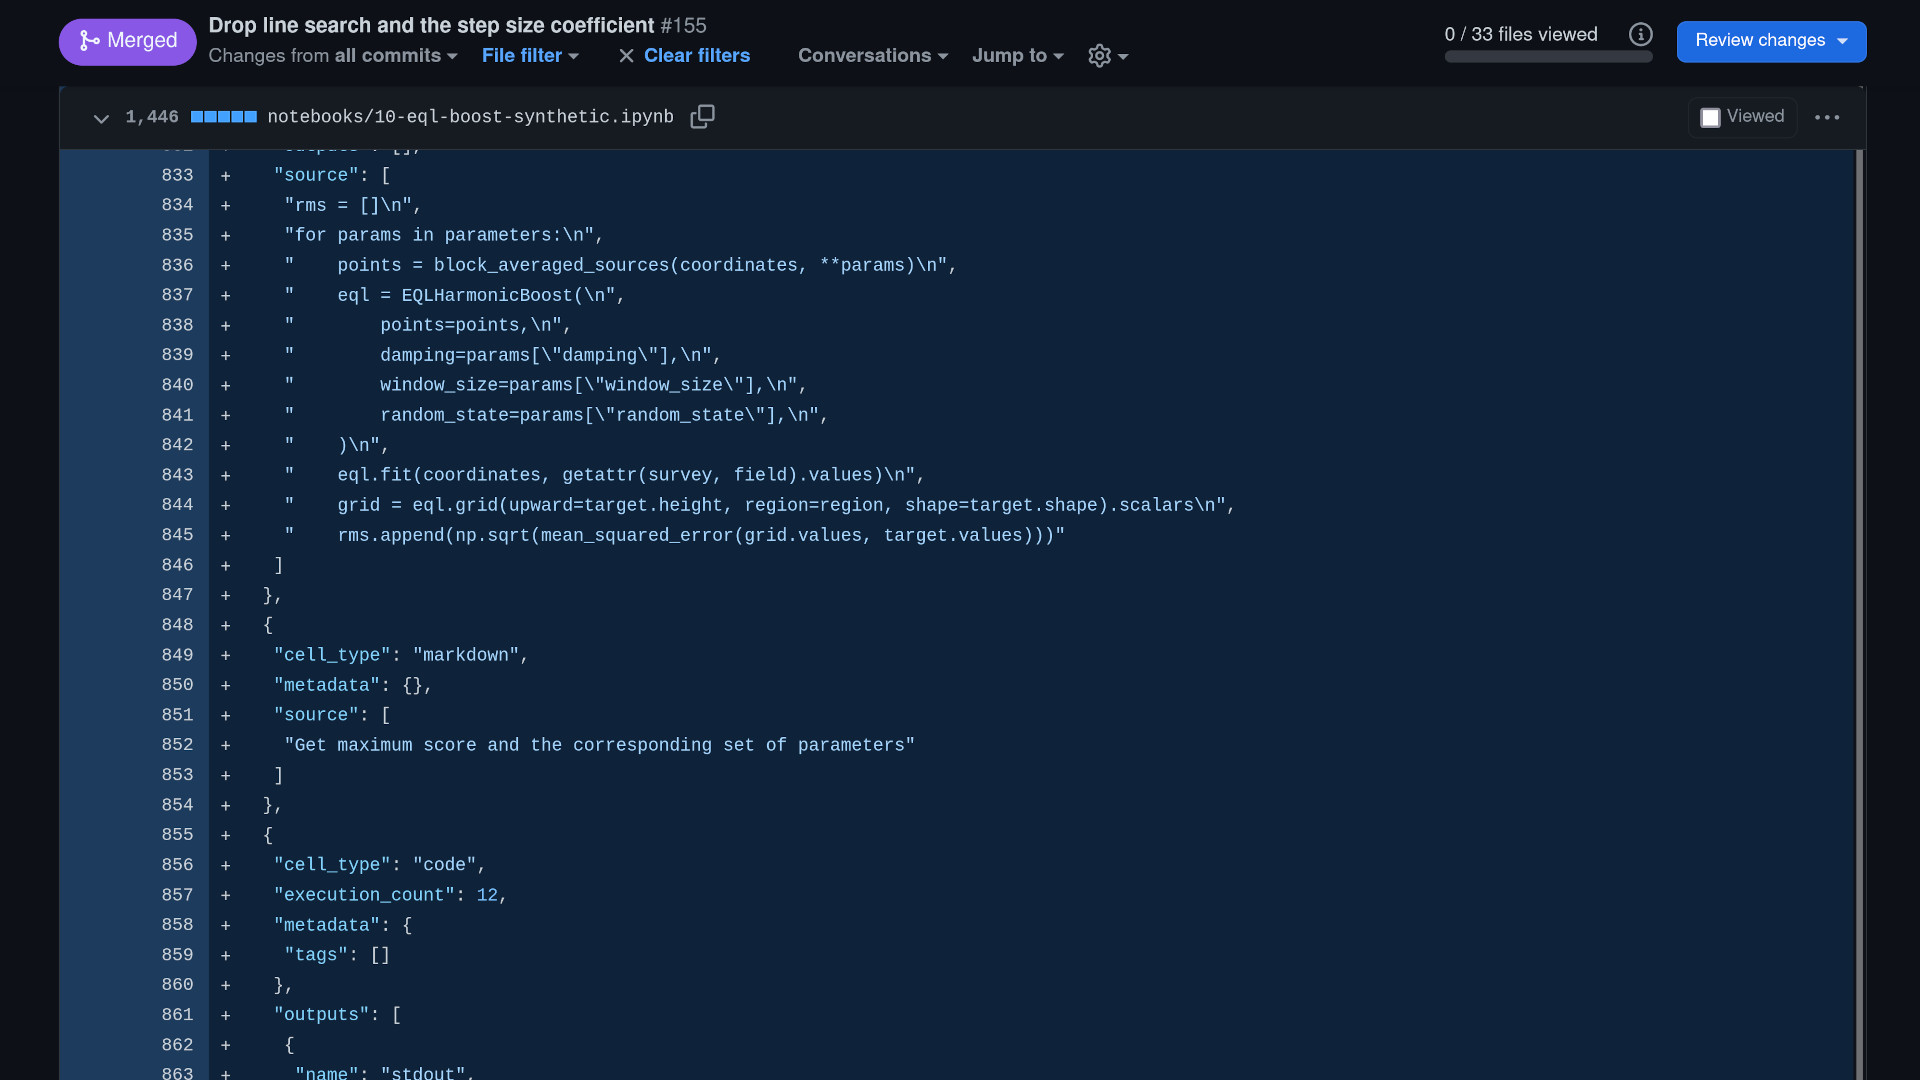 Merged
Drop line search and the step size coefficient #155
Changes from all commits
File filter
Clear filters
Conversations
Jump to
0 / 33 files viewed
Review changes
1,446 notebooks/10-eql-boost-synthetic.ipynb
Viewed
833 + "source": [
834 + "rms = []\n",
835 + "for params in parameters:\n",
836 + "    points = block_averaged_sources(coordinates, **params)\n",
837 + "    eql = EQLHarmonicBoost(\n",
838 + "        points=points,\n",
839 + "        damping=params[\"damping\"],\n",
840 + "        window_size=params[\"window_size\"],\n",
841 + "        random_state=params[\"random_state\"],\n",
842 + "    )\n",
843 + "    eql.fit(coordinates, getattr(survey, field).values)\n",
844 + "    grid = eql.grid(upward=target.height, region=region, shape=target.shape).scalars\n",
845 + "    rms.append(np.sqrt(mean_squared_error(grid.values, target.values)))"
846 + ]
847 + },
848 + {
849 + "cell_type": "markdown",
850 + "metadata": {},
851 + "source": [
852 + "Get maximum score and the corresponding set of parameters"
853 + ]
854 + },
855 + {
856 + "cell_type": "code",
857 + "execution_count": 12,
858 + "metadata": {
859 + "tags": []
860 + },
861 + "outputs": [
862 + {
863 + "name": "stdout",